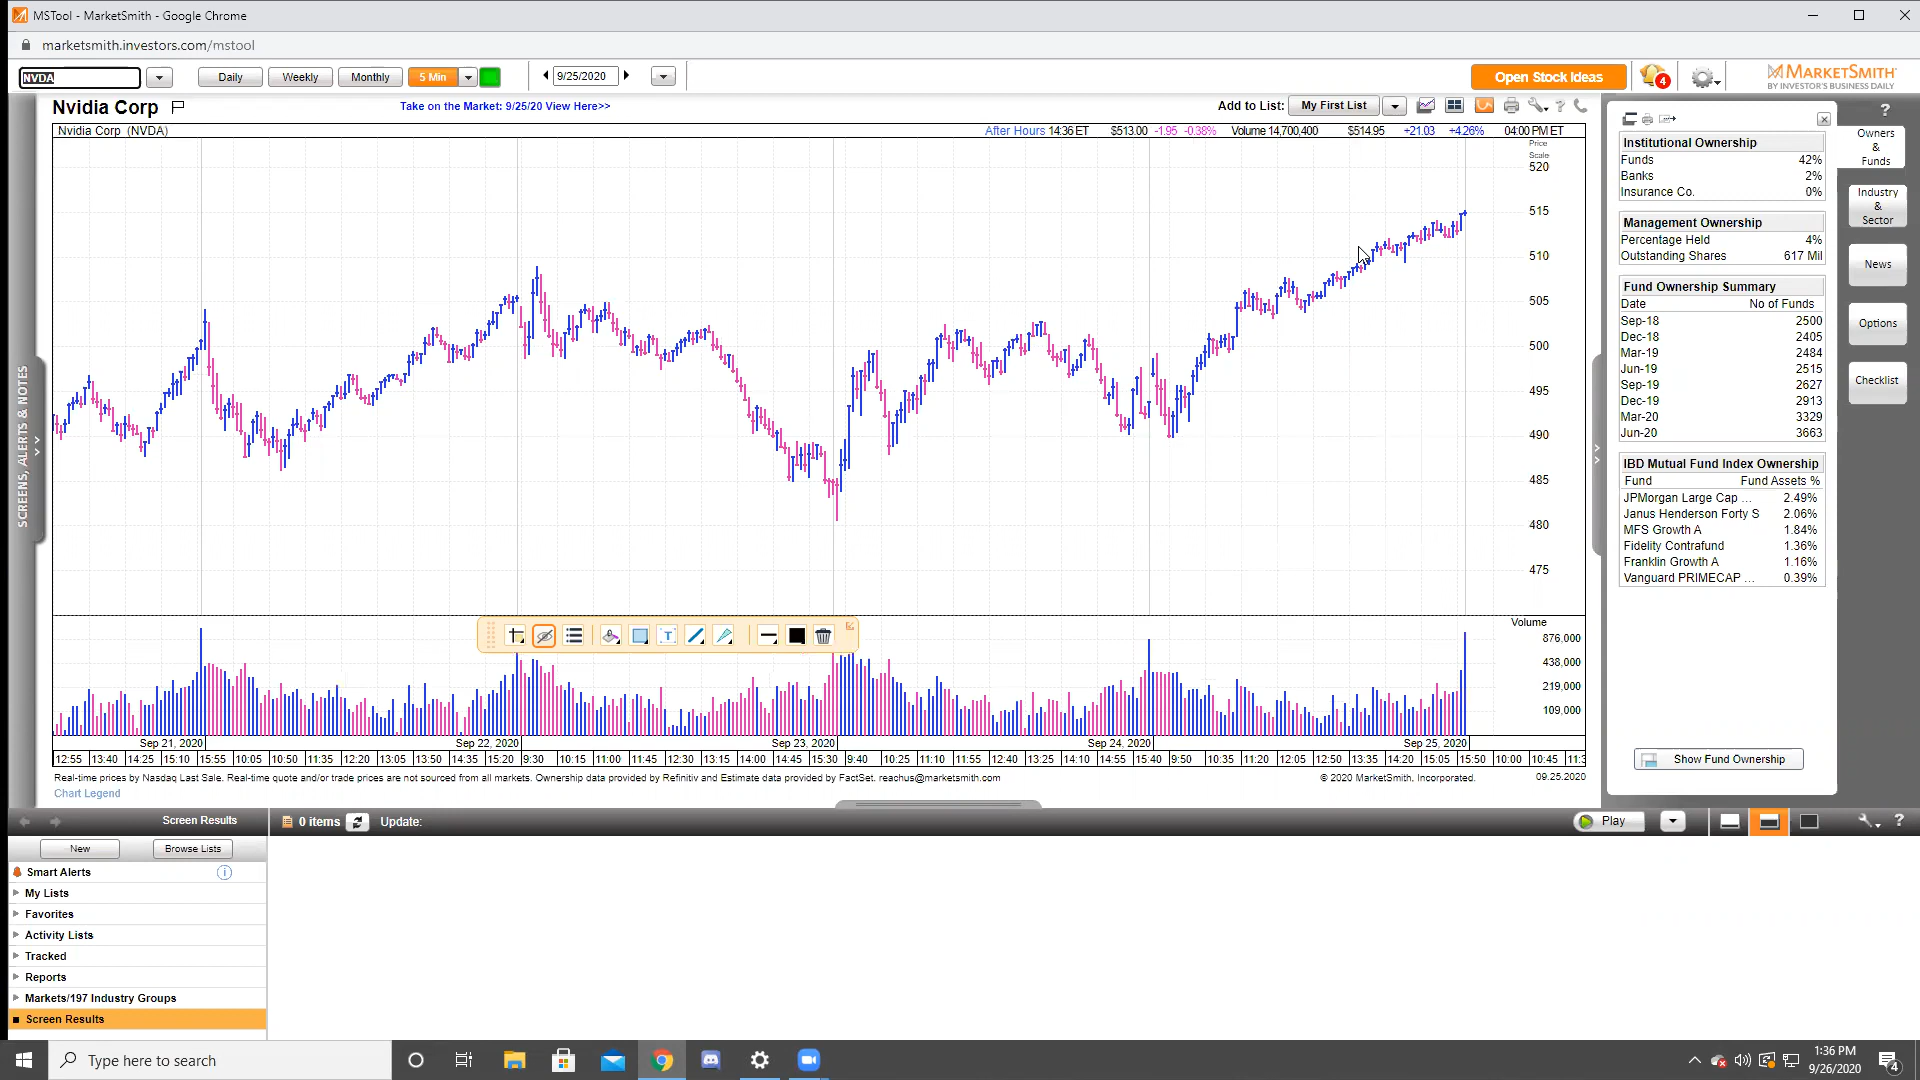 MSTool - MarketSmith - Google Chrome
marketsmith.investors.com/mstool
NVDA Daily Weekly Monthly 5 Min 9/25/2020 Open Stock Ideas 4 MARKETSMITH
BY INVESTOR'S BUSINESS DAILY
Nvidia Corp Take on the Market: 9/25/20 View Here>> Add to List: My First List
Nvidia Corp (NVDA) After Hours 14:36 ET $513.00 -1.95 -0.38% Volume 14,700,400 $514.95 +21.03 +4.26% 04:00 PM ET
Price
Scale
520
515
510
505
500
495
490
485
480
475
Volume
876,000
438,000
219,000
109,000
Sep 21, 2020 Sep 22, 2020 Sep 23, 2020 Sep 24, 2020 Sep 25, 2020
12:55 13:40 14:25 15:10 15:55 10:05 10:50 11:35 12:20 13:05 13:50 14:35 15:20 9:30 10:15 11:00 11:45 12:30 13:15 14:00 14:45 15:30 9:40 10:25 11:10 11:55 12:40 13:25 14:10 14:55 15:40 9:50 10:35 11:20 12:05 12:50 13:35 14:20 15:05 15:50 10:00 10:45 11:3
Real-time prices by Nasdaq Last Sale. Real-time quote and/or trade prices are not sourced from all markets. Ownership data provided by Refinitiv and Estimate data provided by FactSet. reachus@marketsmith.com © 2020 MarketSmith, Incorporated. 09.25.2020
Chart Legend
SCREENS, ALERTS & NOTES
Institutional Ownership
Funds 42%
Banks 2%
Insurance Co. 0%
Management Ownership
Percentage Held 4%
Outstanding Shares 617 Mil
Fund Ownership Summary
Date No of Funds
Sep-18 2500
Dec-18 2405
Mar-19 2484
Jun-19 2515
Sep-19 2627
Dec-19 2913
Mar-20 3329
Jun-20 3663
IBD Mutual Fund Index Ownership
Fund Fund Assets %
JPMorgan Large Cap ... 2.49%
Janus Henderson Forty S 2.06%
MFS Growth A 1.84%
Fidelity Contrafund 1.36%
Franklin Growth A 1.16%
Vanguard PRIMECAP ... 0.39%
Show Fund Ownership
?
Owners
&
Funds
Industry
&
Sector
News
Options
Checklist
Screen Results 0 items Update: Play ?
New Browse Lists
Smart Alerts i
My Lists
Favorites
Activity Lists
Tracked
Reports
Markets/197 Industry Groups
Screen Results
Type here to search
1:36 PM
9/26/2020
4